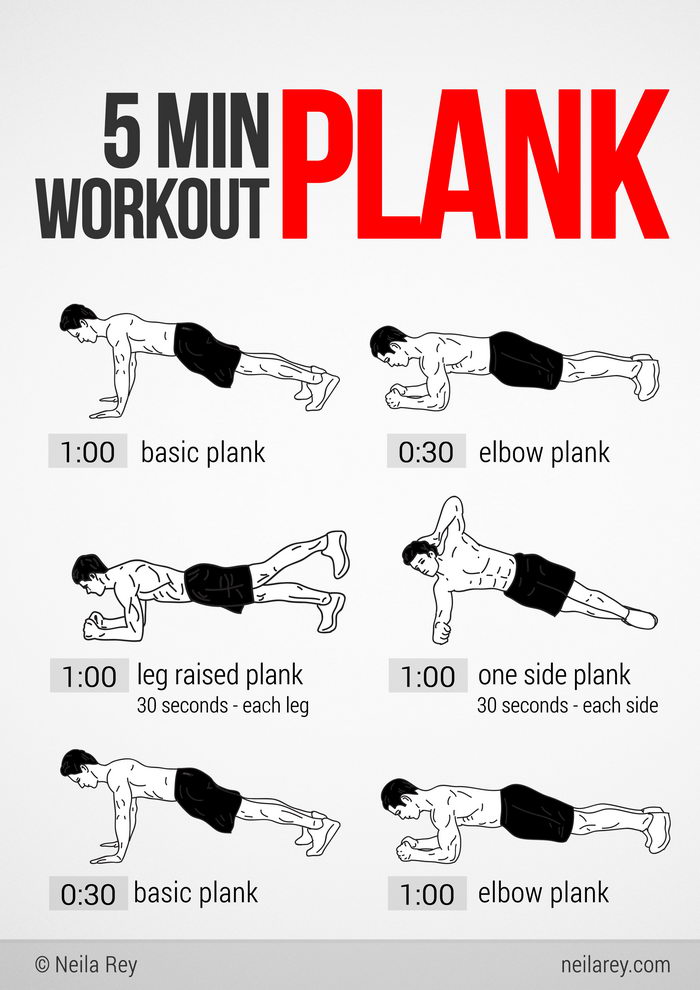 5 MIN
WORKOUT PLANK
1:00 basic plank
0:30 elbow plank
1:00 leg raised plank
30 seconds - each leg
1:00 one side plank
30 seconds - each side
0:30 basic plank
1:00 elbow plank
© Neila Rey
neilarey.com